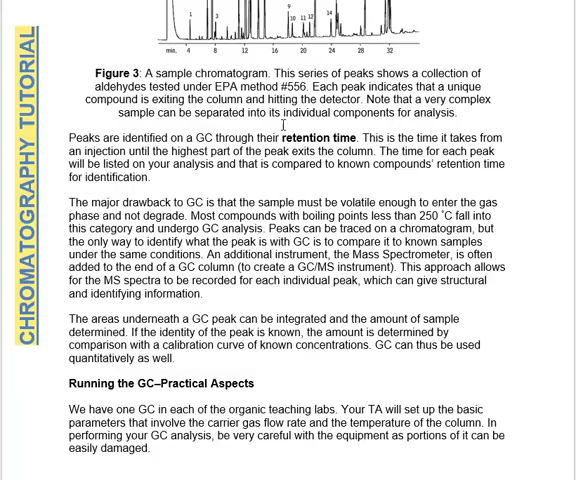 1
3
9
10
11
12
14
min.
4
8
12
16
20
24
28
32
Figure 3: A sample chromatogram. This series of peaks shows a collection of
aldehydes tested under EPA method #556. Each peak indicates that a unique
compound is exiting the column and hitting the detector. Note that a very complex
sample can be separated into its individual components for analysis.
CHROMATOGRAPHY TUTORIAL
Peaks are identified on a GC through their retention time. This is the time it takes from
an injection until the highest part of the peak exits the column. The time for each peak
will be listed on your analysis and that is compared to known compounds' retention time
for identification.
The major drawback to GC is that the sample must be volatile enough to enter the gas
phase and not degrade. Most compounds with boiling points less than 250 ˚C fall into
this category and undergo GC analysis. Peaks can be traced on a chromatogram, but
the only way to identify what the peak is with GC is to compare it to known samples
under the same conditions. An additional instrument, the Mass Spectrometer, is often
added to the end of a GC column (to create a GC/MS instrument). This approach allows
for the MS spectra to be recorded for each individual peak, which can give structural
and identifying information.
The areas underneath a GC peak can be integrated and the amount of sample
determined. If the identity of the peak is known, the amount is determined by
comparison with a calibration curve of known concentrations. GC can thus be used
quantitatively as well.
Running the GC–Practical Aspects
We have one GC in each of the organic teaching labs. Your TA will set up the basic
parameters that involve the carrier gas flow rate and the temperature of the column. In
performing your GC analysis, be very careful with the equipment as portions of it can be
easily damaged.